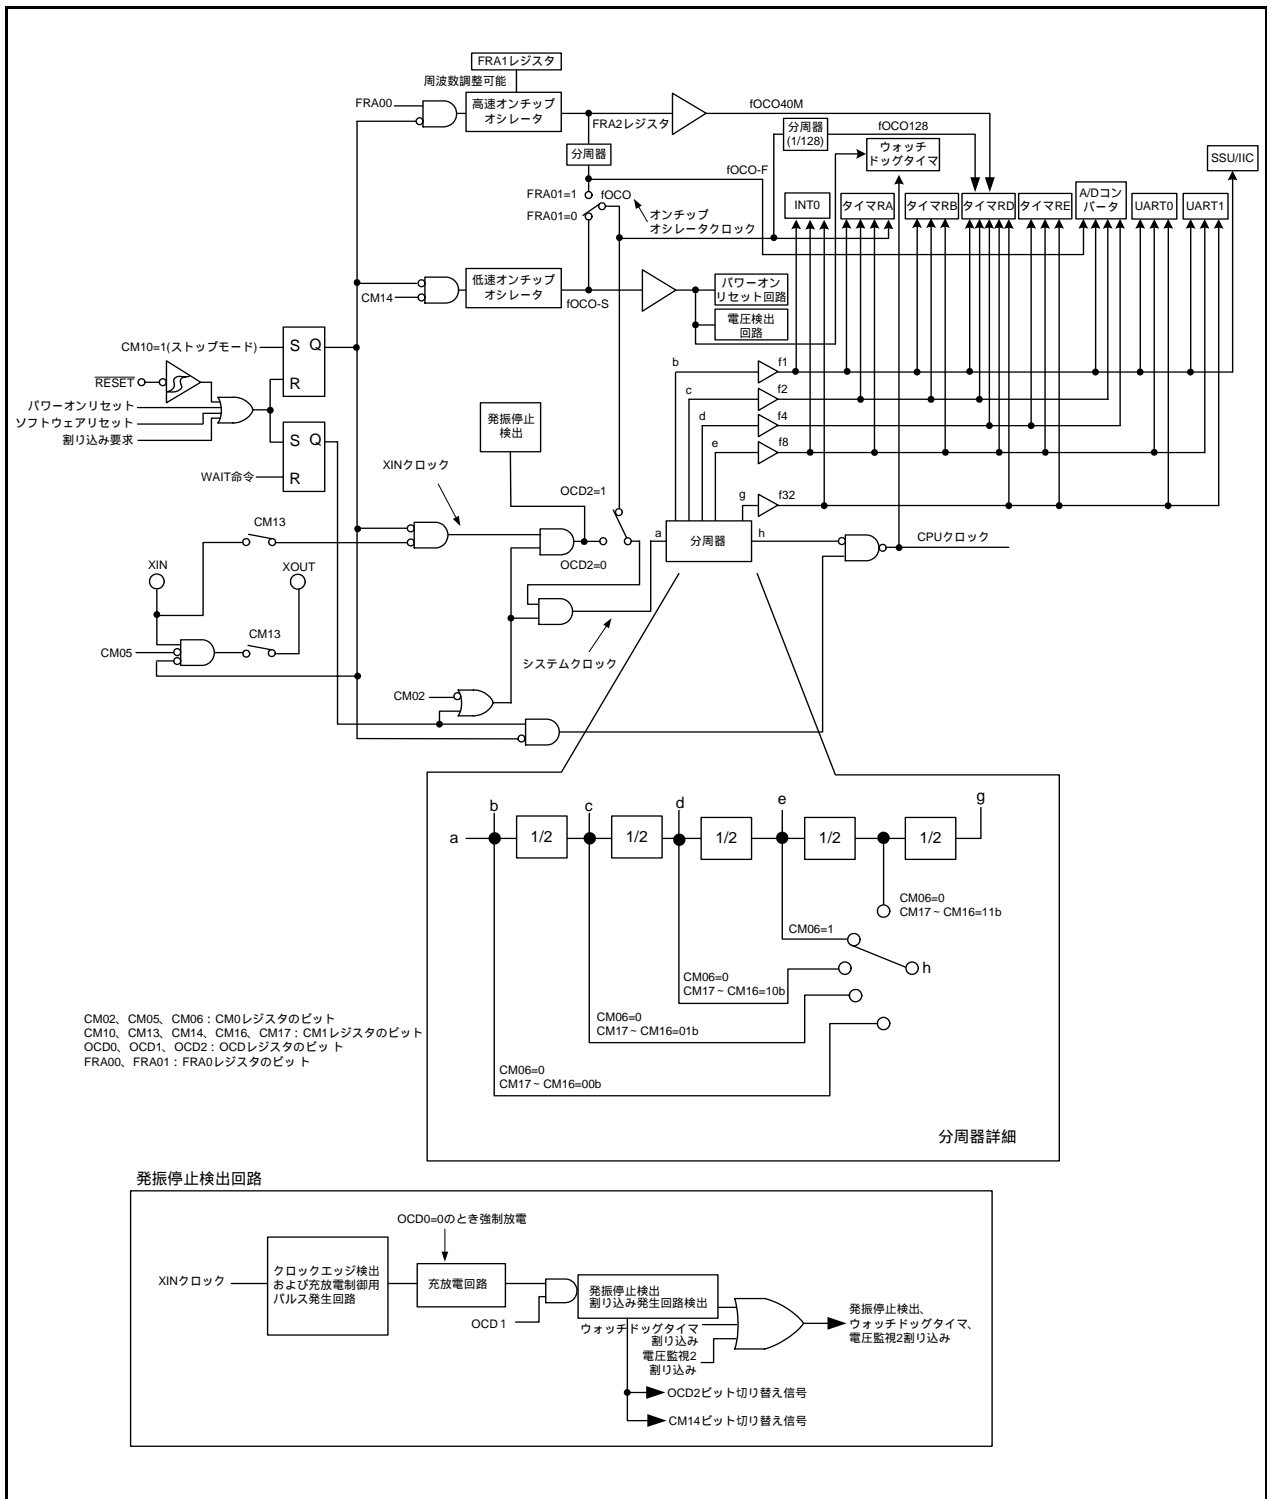 FRA1レジスタ
周波数調整可能
FRA00
高速オンチップ
オシレータ
FRA2レジスタ
fOCO40M
分周器
(1/128)
fOCO128
ウォッチ
ドッグタイマ
SSU/IIC
分周器
fOCO-F
FRA01=1
fOCO
FRA01=0
オンチップ
オシレータクロック
INT0
タイマRA
タイマRB
タイマRD
タイマRE
A/Dコン
バータ
UART0
UART1
CM14
低速オンチップ
オシレータ
fOCO-S
パワーオン
リセット回路
電圧検出
回路
CM10=1(ストップモード)
S Q
R
RESET
パワーオンリセット
ソフトウェアリセット
割り込み要求
S Q
R
WAIT命令
b
f1
c
f2
d
f4
e
f8
g
f32
発振停止
検出
XINクロック
OCD2=1
OCD2=0
a
分周器
h
CPUクロック
CM13
XIN
XOUT
CM05
CM13
システムクロック
CM02
b
c
d
e
g
a
1/2
1/2
1/2
1/2
1/2
CM06=0
CM17～CM16=11b
CM06=1
h
CM06=0
CM17～CM16=10b
CM06=0
CM17～CM16=01b
CM06=0
CM17～CM16=00b
分周器詳細
CM02、CM05、CM06：CM0レジスタのビット
CM10、CM13、CM14、CM16、CM17：CM1レジスタのビット
OCD0、OCD1、OCD2：OCDレジスタのビット
FRA00、FRA01：FRA0レジスタのビット
発振停止検出回路
OCD0=0のとき強制放電
XINクロック
クロックエッジ検出
および充放電制御用
パルス発生回路
充放電回路
OCD1
発振停止検出
割り込み発生回路検出
ウォッチドッグタイマ
割り込み
電圧監視2
割り込み
発振停止検出、
ウォッチドッグタイマ、
電圧監視2割り込み
OCD2ビット切り替え信号
CM14ビット切り替え信号